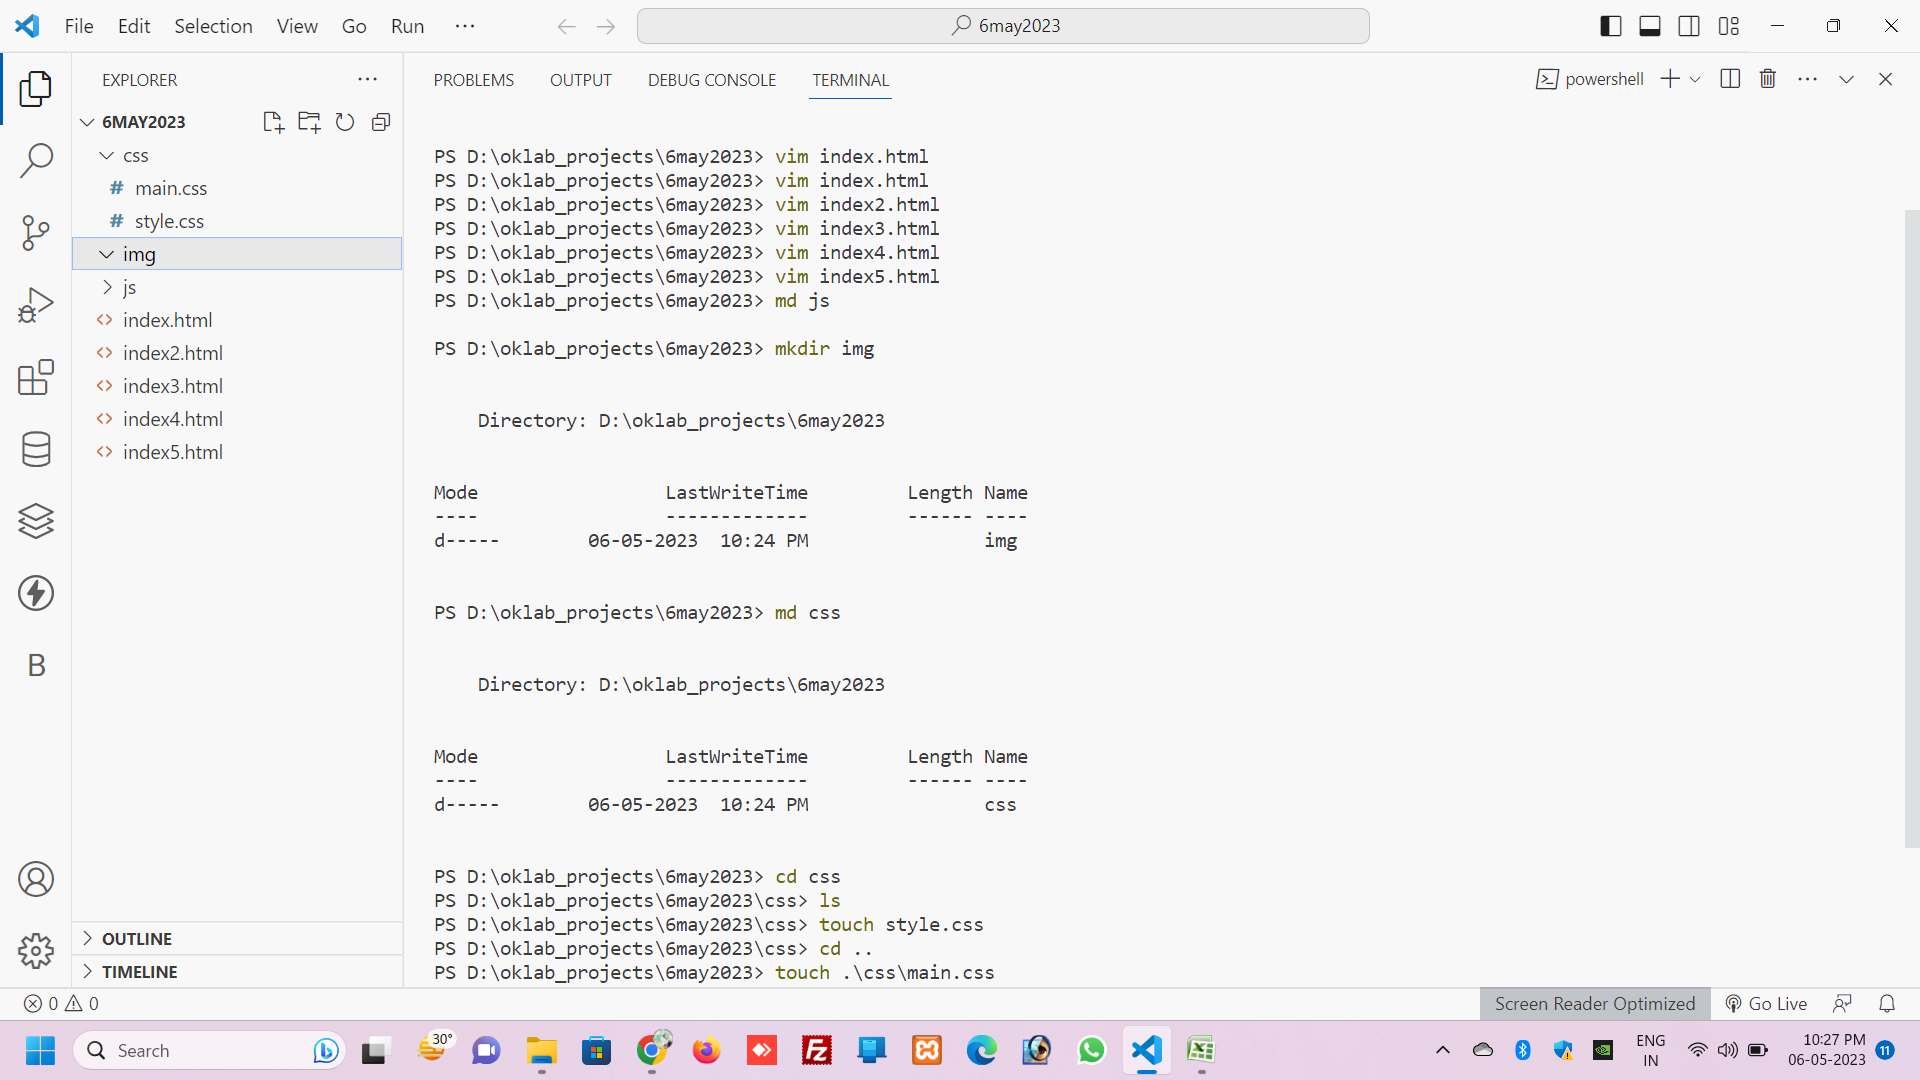 File Edit Selection View Go Run ···
6may2023
EXPLORER
PROBLEMS OUTPUT DEBUG CONSOLE TERMINAL
powershell
6MAY2023
css
# main.css
# style.css
img
js
<> index.html
<> index2.html
<> index3.html
<> index4.html
<> index5.html
OUTLINE
TIMELINE
B
PS D:\oklab_projects\6may2023> vim index.html
PS D:\oklab_projects\6may2023> vim index.html
PS D:\oklab_projects\6may2023> vim index2.html
PS D:\oklab_projects\6may2023> vim index3.html
PS D:\oklab_projects\6may2023> vim index4.html
PS D:\oklab_projects\6may2023> vim index5.html
PS D:\oklab_projects\6may2023> md js
PS D:\oklab_projects\6may2023> mkdir img
Directory: D:\oklab_projects\6may2023
Mode LastWriteTime Length Name
---- ------------- ------ ----
d----- 06-05-2023 10:24 PM img
PS D:\oklab_projects\6may2023> md css
Directory: D:\oklab_projects\6may2023
Mode LastWriteTime Length Name
---- ------------- ------ ----
d----- 06-05-2023 10:24 PM css
PS D:\oklab_projects\6may2023> cd css
PS D:\oklab_projects\6may2023\css> ls
PS D:\oklab_projects\6may2023\css> touch style.css
PS D:\oklab_projects\6may2023\css> cd ..
PS D:\oklab_projects\6may2023> touch .\css\main.css
0 0
Screen Reader Optimized Go Live
Search
30°
Fz
ENG
IN
10:27 PM
06-05-2023
11